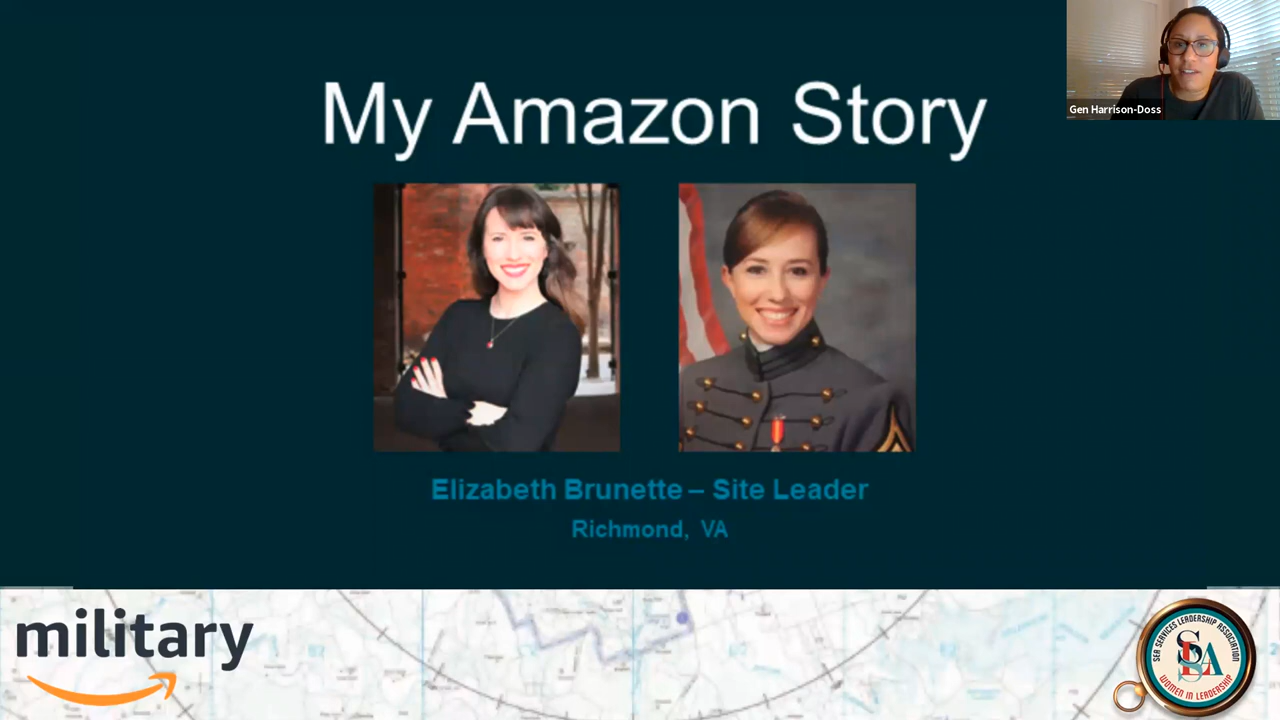 My Amazon Story
Gen Harrison-Doss
Elizabeth Brunette – Site Leader
Richmond, VA
military
SEA SERVICES LEADERSHIP ASSOCIATION
SLSA
WOMEN IN LEADERSHIP